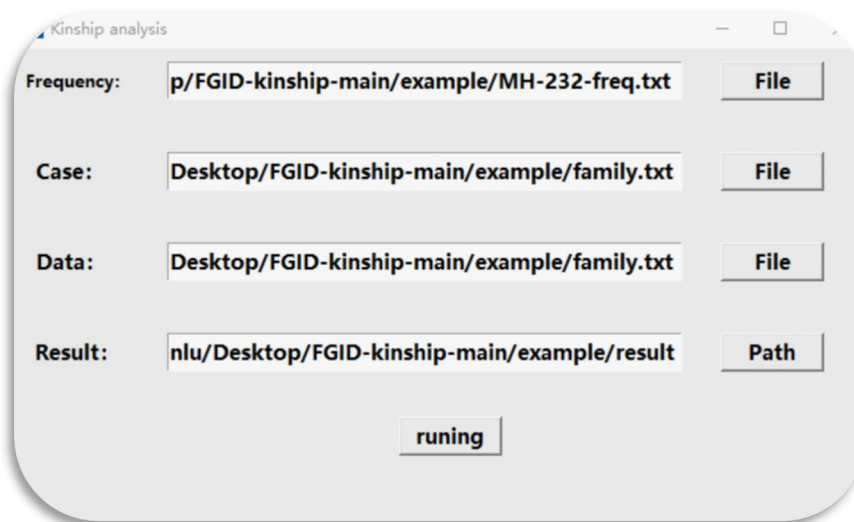 Kinship analysis
Frequency: p/FGID-kinship-main/example/MH-232-freq.txt File
Case: Desktop/FGID-kinship-main/example/family.txt File
Data: Desktop/FGID-kinship-main/example/family.txt File
Result: nlu/Desktop/FGID-kinship-main/example/result Path
runing